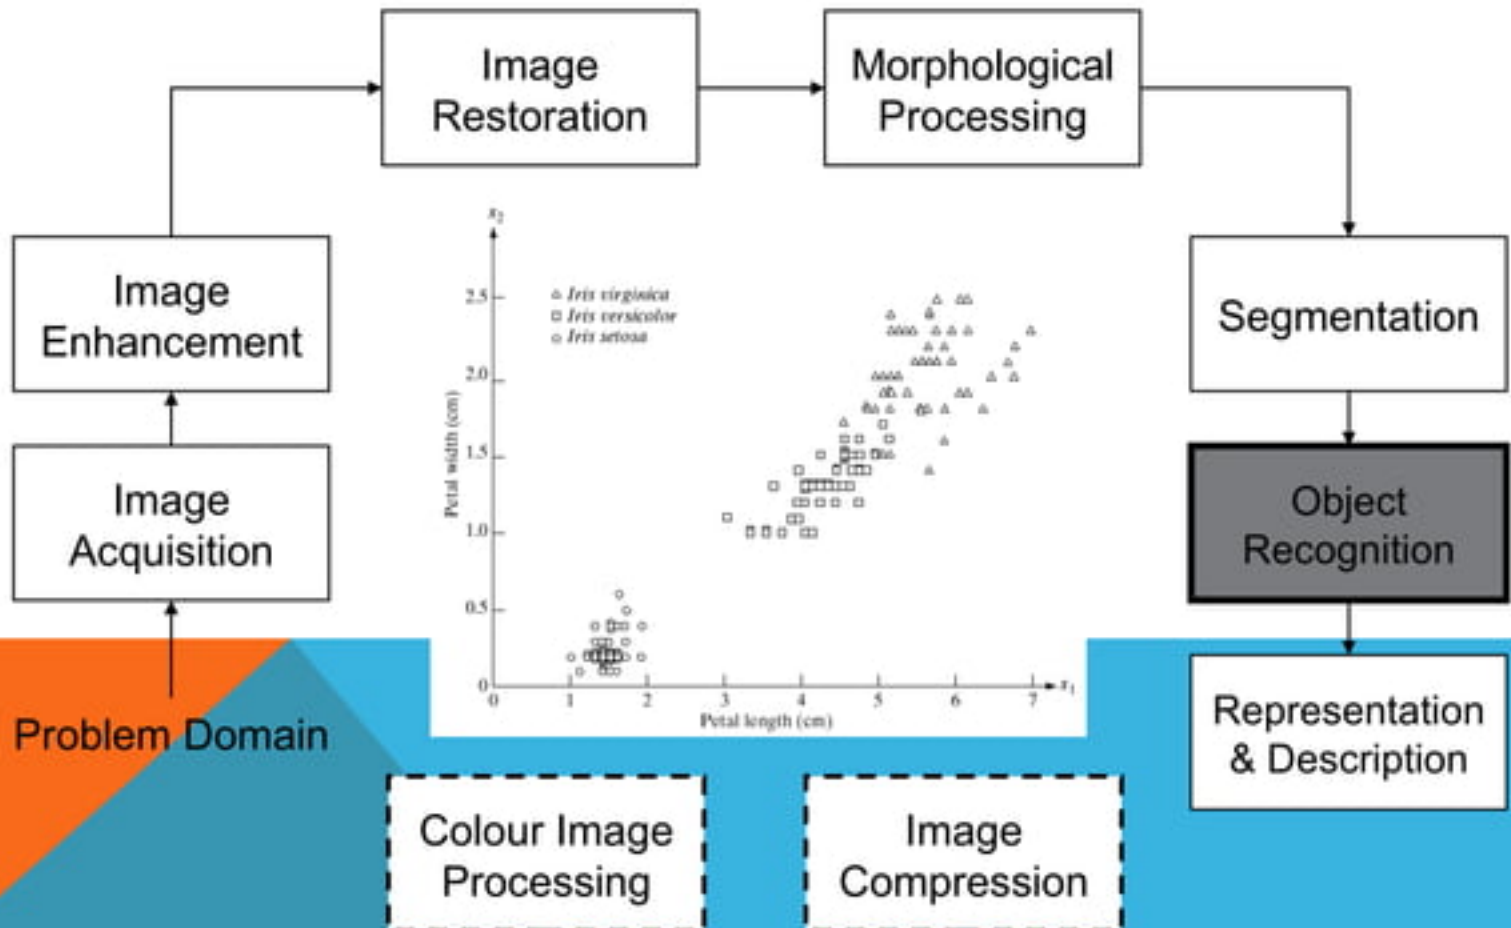 Image
Restoration
Morphological
Processing
Image
Enhancement
Segmentation
Image
Acquisition
Object
Recognition
Problem Domain
Representation
& Description
Colour Image
Processing
Image
Compression
x₂
2.5
2.0
1.5
1.0
0.5
0
Petal width (cm)
Iris virginica
Iris versicolor
Iris setosa
0 1 2 3 4 5 6 7
x₁
Petal length (cm)